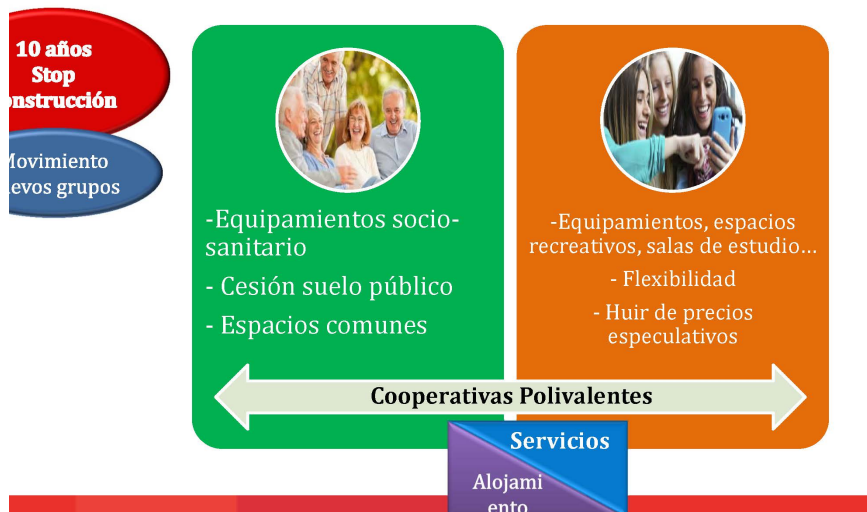 10 años
Stop
onstrucción
Movimiento
evos grupos
-Equipamientos socio-
sanitario
- Cesión suelo público
- Espacios comunes
-Equipamientos, espacios
recreativos, salas de estudio...
- Flexibilidad
- Huir de precios
especulativos
Cooperativas Polivalentes
Servicios
Alojami
ento